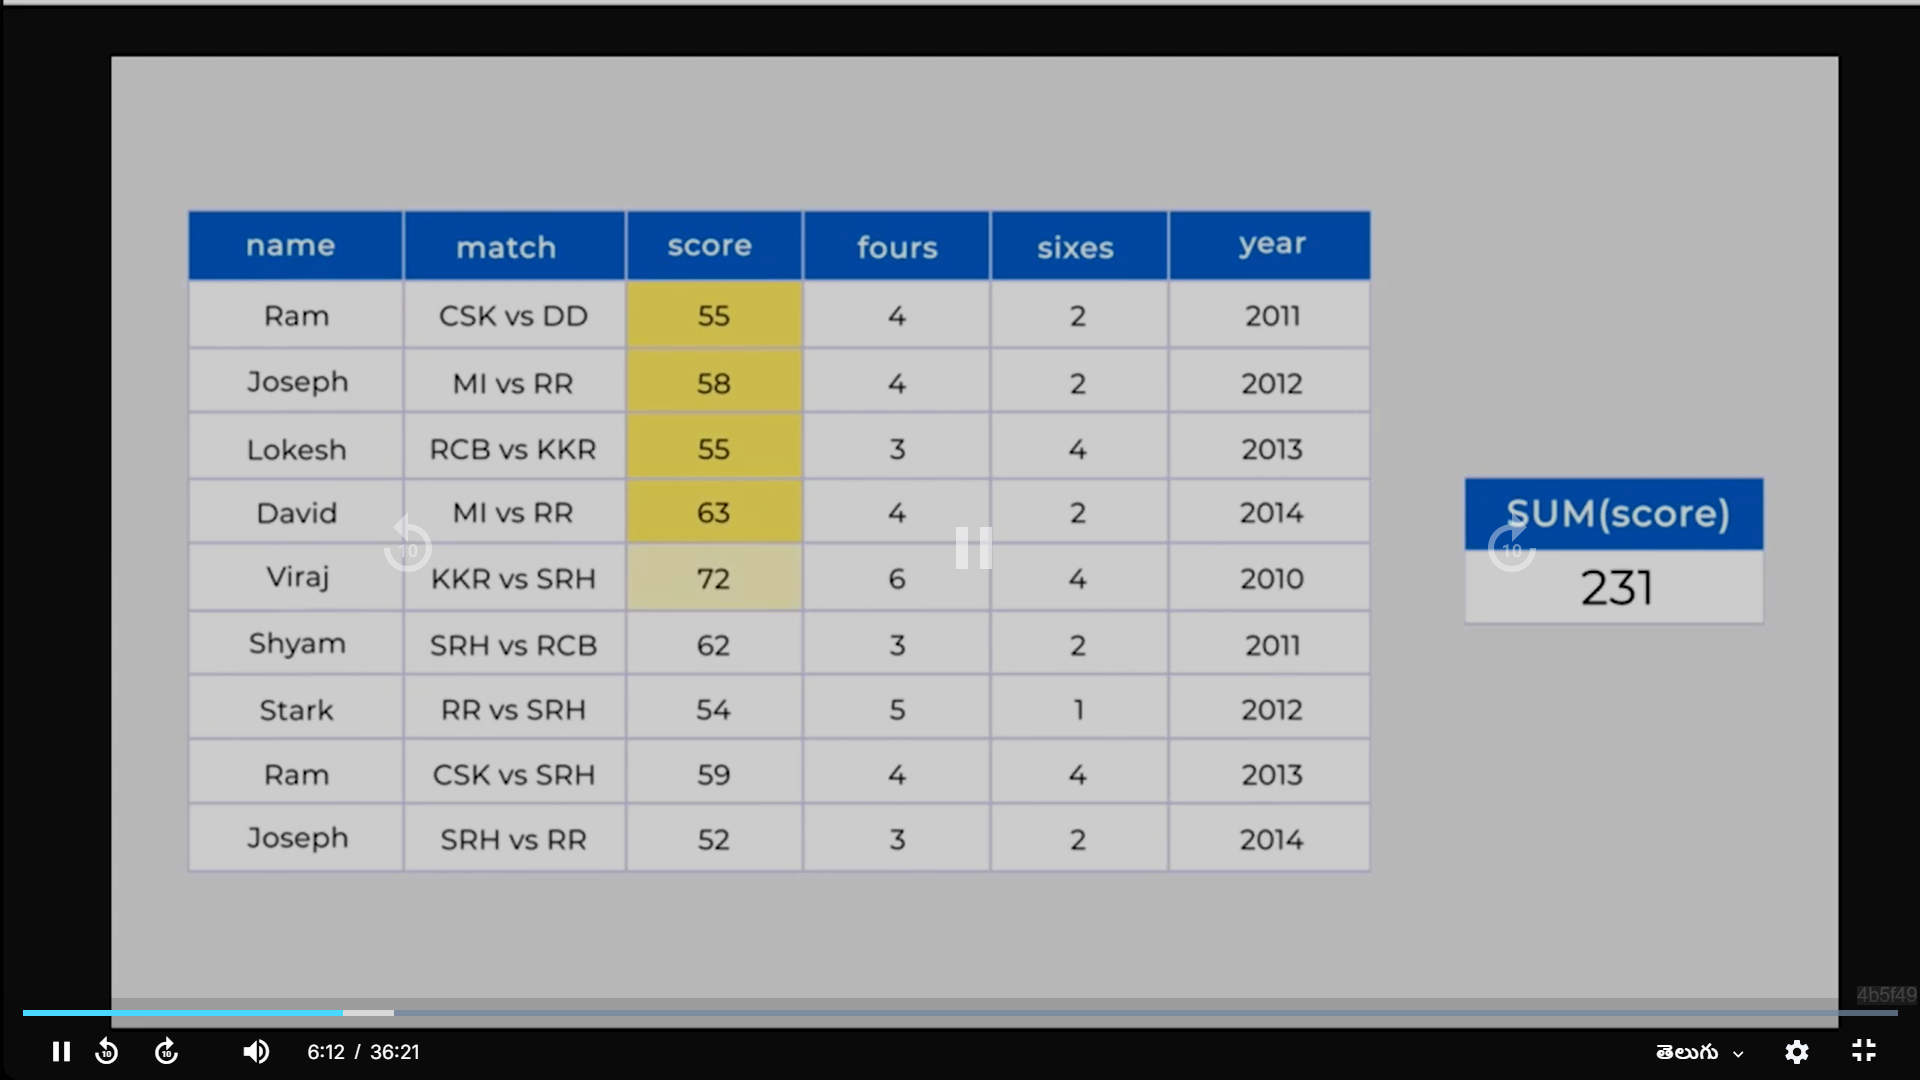 name match score fours sixes year
Ram CSK vs DD 55 4 2 2011
Joseph MI vs RR 58 4 2 2012
Lokesh RCB vs KKR 55 3 4 2013
David MI vs RR 63 4 2 2014
Viraj KKR vs SRH 72 6 4 2010
Shyam SRH vs RCB 62 3 2 2011
Stark RR vs SRH 54 5 1 2012
Ram CSK vs SRH 59 4 4 2013
Joseph SRH vs RR 52 3 2 2014
SUM(score)
231
10
10
4b5f49
10 10 6:12 / 36:21 తెలుగు